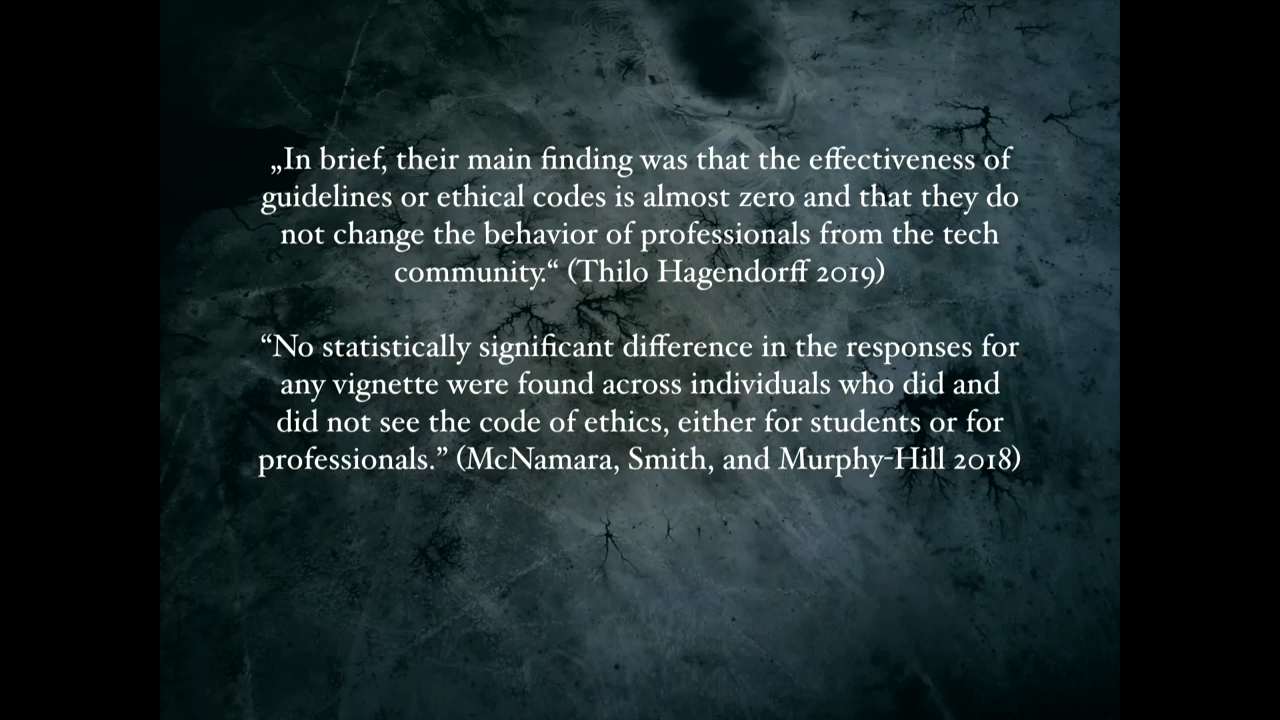 „In brief, their main finding was that the effectiveness of
guidelines or ethical codes is almost zero and that they do
not change the behavior of professionals from the tech
community.“ (Thilo Hagendorff 2019)
“No statistically significant difference in the responses for
any vignette were found across individuals who did and
did not see the code of ethics, either for students or for
professionals.” (McNamara, Smith, and Murphy-Hill 2018)